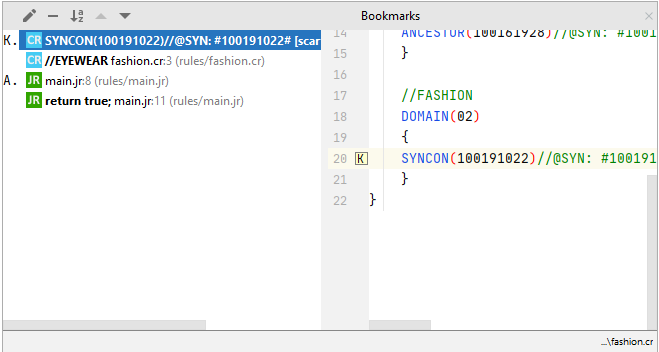 Bookmarks
K. CR SYNCON(100191022)//@SYN: #100191022# [scar
CR //EYEWEAR fashion.cr:3 (rules/fashion.cr)
A. JR main.jr:8 (rules/main.jr)
JR return true; main.jr:11 (rules/main.jr)
14 ANCESTOR(100161928)//@SYN: #1001
15 }
16
17 //FASHION
18 DOMAIN(02)
19 {
20 K SYNCON(100191022)//@SYN: #100191
21 }
22 }
...\fashion.cr